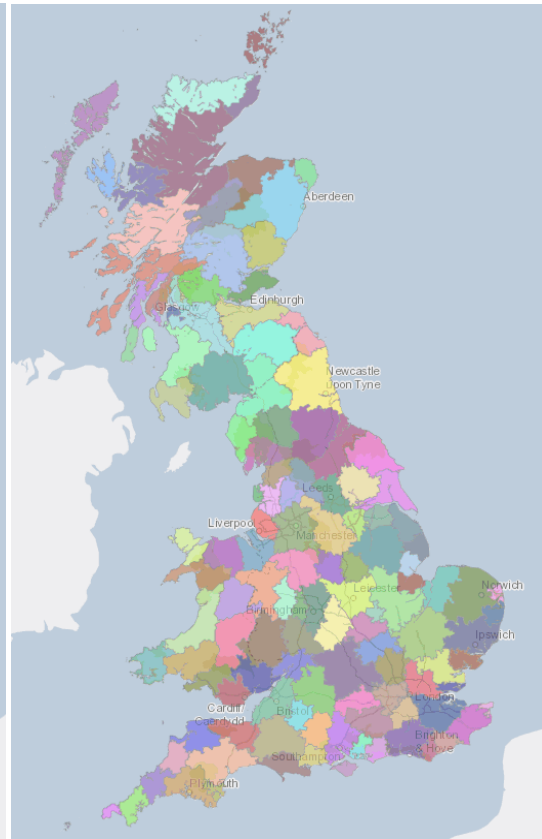 Aberdeen
Edinburgh
Glasgow
Newcastle
upon Tyne
Leeds
Liverpool
Manchester
Leicester
Norwich
Birmingham
Ipswich
Cardiff/
Caerdydd
London
Bristol
Brighton
& Hove
Southampton
Plymouth